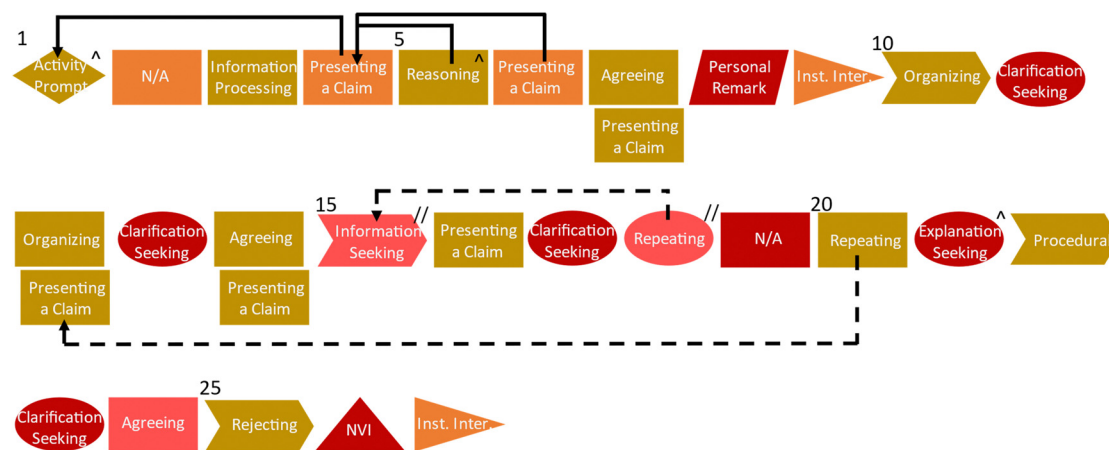 1
5
10
^
^
Activity
Prompt
N/A
Information
Processing
Presenting
a Claim
Reasoning
Presenting
a Claim
Agreeing
Personal
Remark
Inst. Inter.
Organizing
Clarification
Seeking
Presenting
a Claim
15
20
//
//
^
Organizing
Clarification
Seeking
Agreeing
Information
Seeking
Presenting
a Claim
Clarification
Seeking
Repeating
N/A
Repeating
Explanation
Seeking
Procedural
Presenting
a Claim
Presenting
a Claim
25
Clarification
Seeking
Agreeing
Rejecting
NVI
Inst. Inter.